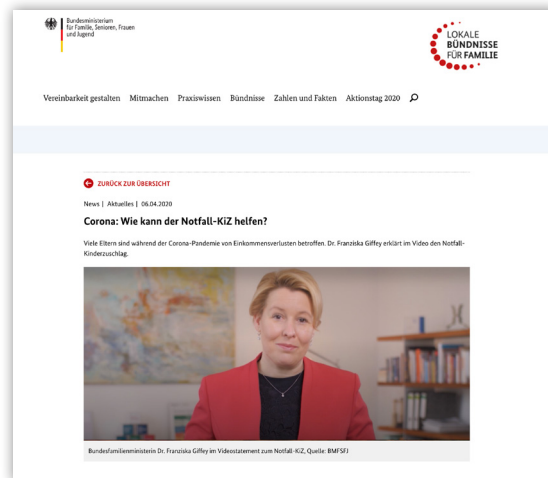 Bundesministerium
für Familie, Senioren, Frauen
und Jugend
LOKALE
BÜNDNISSE
FÜR FAMILIE
Vereinbarkeit gestalten Mitmachen Praxiswissen Bündnisse Zahlen und Fakten Aktionstag 2020
ZURÜCK ZUR ÜBERSICHT
News | Aktuelles | 06.04.2020
Corona: Wie kann der Notfall-KiZ helfen?
Viele Eltern sind während der Corona-Pandemie von Einkommensverlusten betroffen. Dr. Franziska Giffey erklärt im Video den Notfall-
Kinderzuschlag.
Bundesfamilienministerin Dr. Franziska Giffey im Videostatement zum Notfall-KiZ, Quelle: BMFSFJ